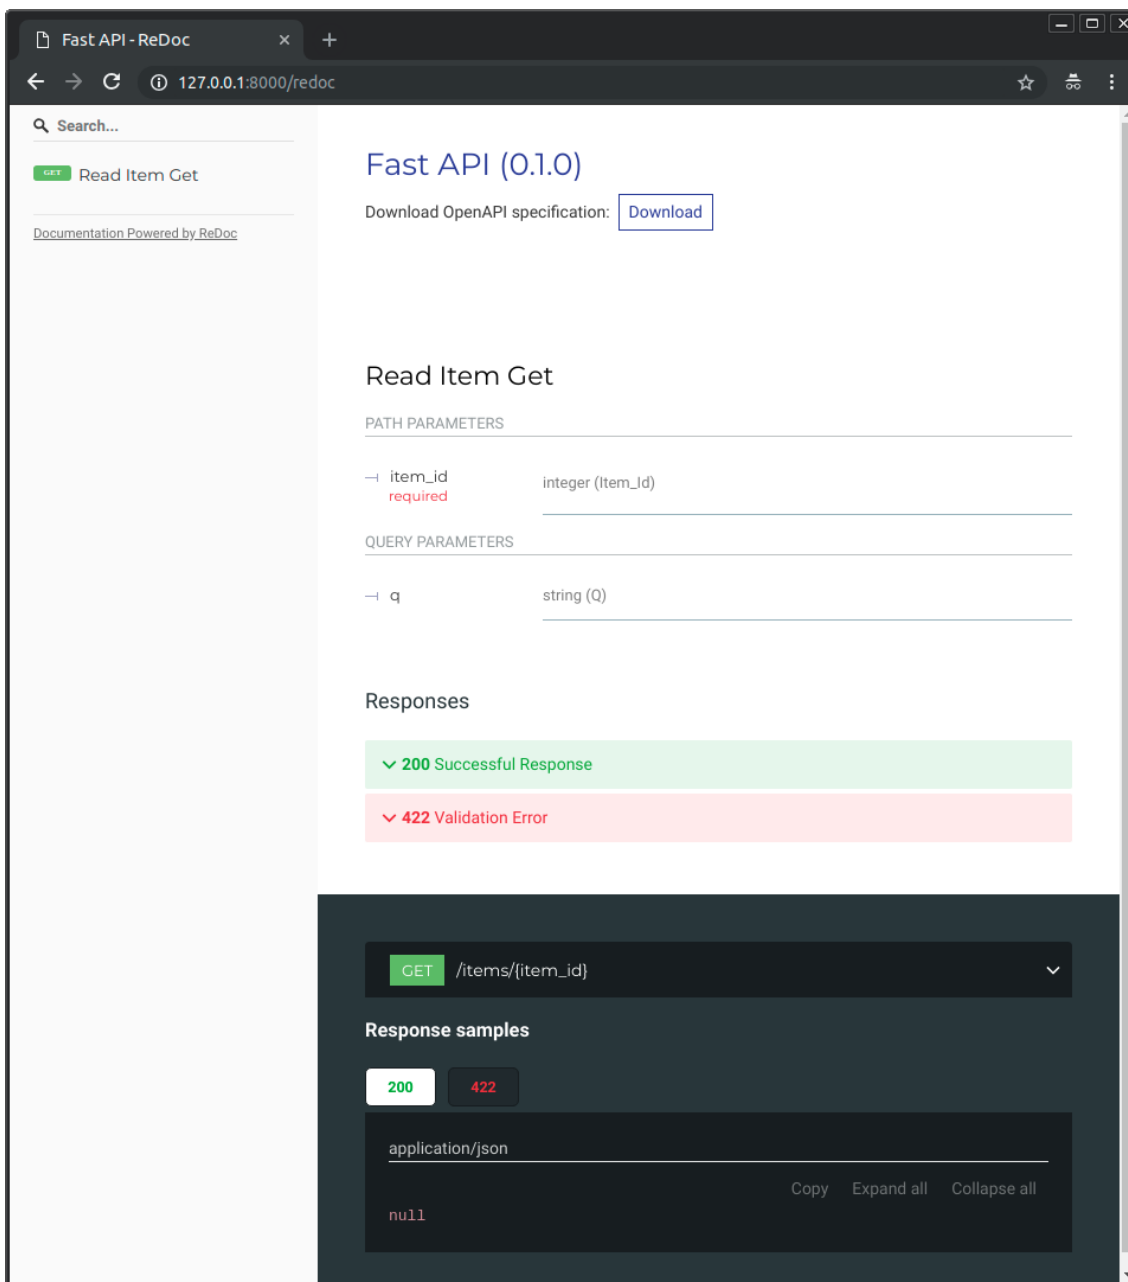 Fast API - ReDoc
127.0.0.1:8000/redoc
Search...
GET Read Item Get
Documentation Powered by ReDoc
Fast API (0.1.0)
Download OpenAPI specification: Download
Read Item Get
PATH PARAMETERS
item_id integer (Item_Id)
required
QUERY PARAMETERS
q string (Q)
Responses
200 Successful Response
422 Validation Error
GET /items/{item_id}
Response samples
200 422
application/json
Copy Expand all Collapse all
null